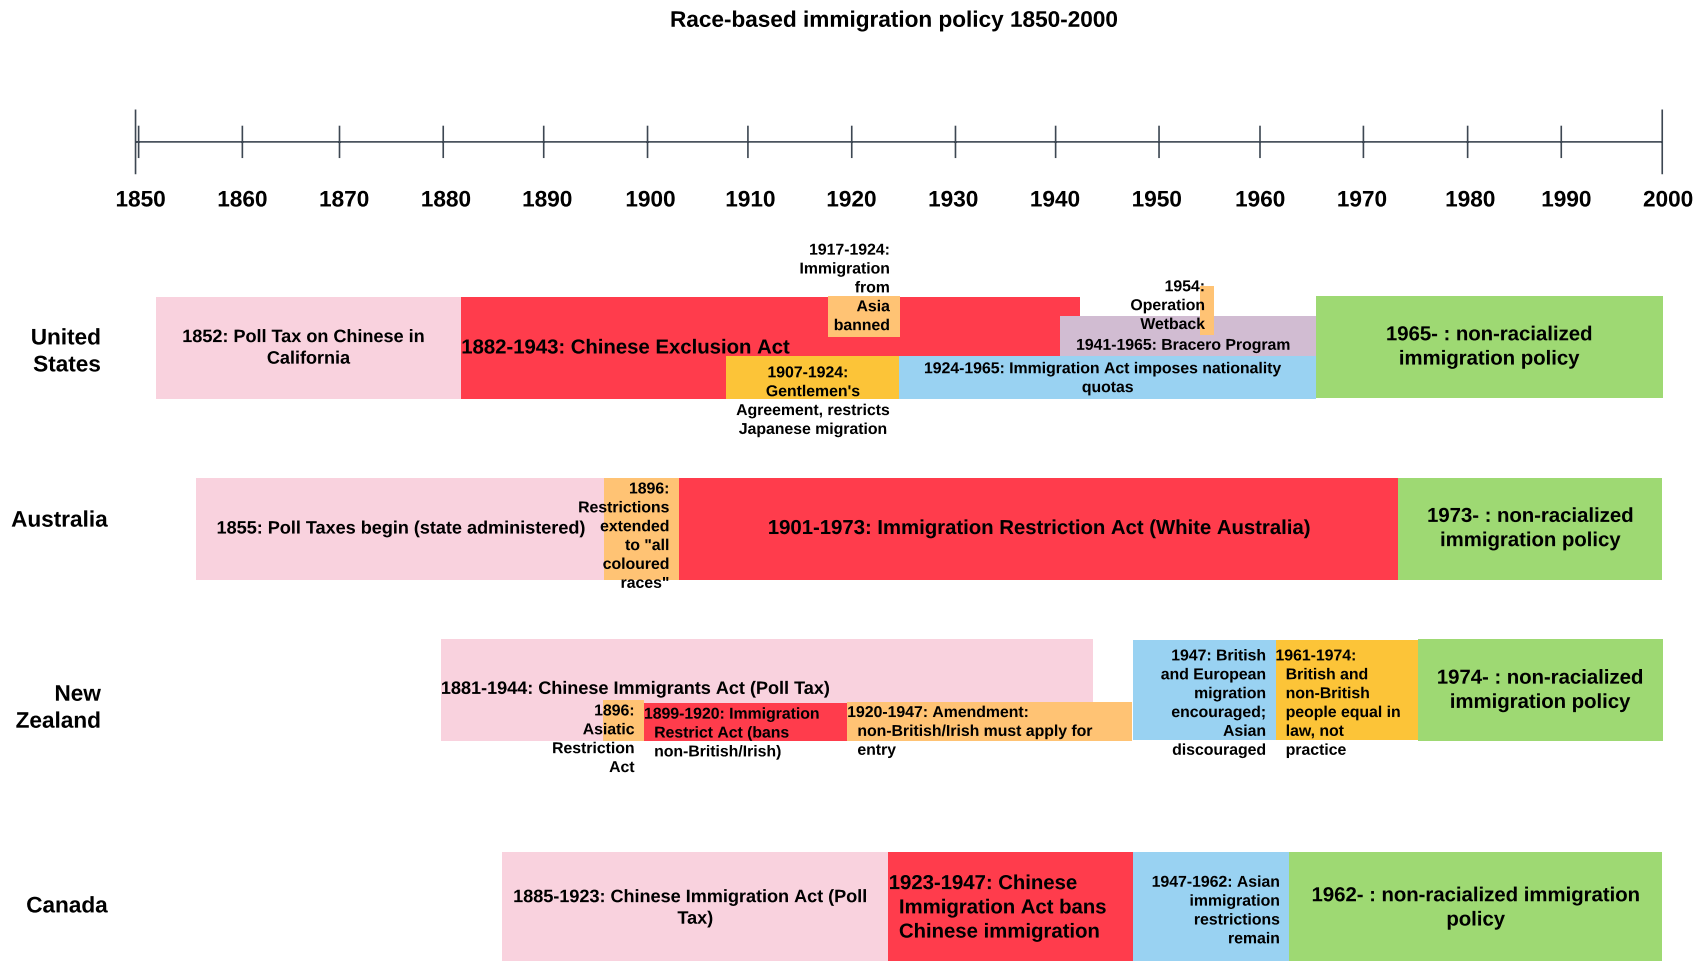 Race-based immigration policy 1850-2000
1850 1860 1870 1880 1890 1900 1910 1920 1930 1940 1950 1960 1970 1980 1990 2000
United
States
1852: Poll Tax on Chinese in
California
1882-1943: Chinese Exclusion Act
1917-1924:
Immigration
from
Asia
banned
1907-1924:
Gentlemen's
Agreement, restricts
Japanese migration
1954:
Operation
Wetback
1941-1965: Bracero Program
1924-1965: Immigration Act imposes nationality
quotas
1965- : non-racialized
immigration policy
Australia
1855: Poll Taxes begin (state administered)
1896:
Restrictions
extended
to "all
coloured
races"
1901-1973: Immigration Restriction Act (White Australia)
1973- : non-racialized
immigration policy
New
Zealand
1881-1944: Chinese Immigrants Act (Poll Tax)
1896:
Asiatic
Restriction
Act
1899-1920: Immigration
Restrict Act (bans
non-British/Irish)
1920-1947: Amendment:
non-British/Irish must apply for
entry
1947: British
and European
migration
encouraged;
Asian
discouraged
1961-1974:
British and
non-British
people equal in
law, not
practice
1974- : non-racialized
immigration policy
Canada
1885-1923: Chinese Immigration Act (Poll
Tax)
1923-1947: Chinese
Immigration Act bans
Chinese immigration
1947-1962: Asian
immigration
restrictions
remain
1962- : non-racialized immigration
policy